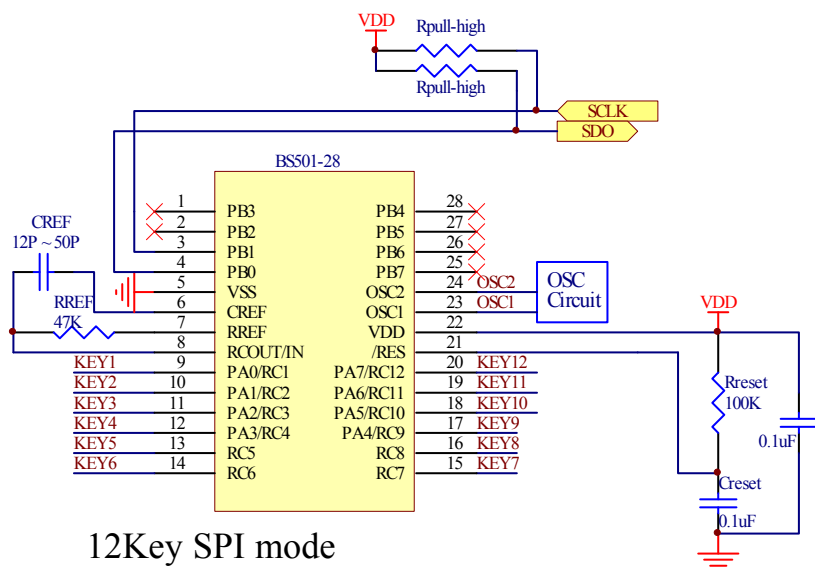 VDD
Rpull-high
Rpull-high
SCLK
SDO
BS501-28
1 PB3 PB4 28
2 PB2 PB5 27
3 PB1 PB6 26
4 PB0 PB7 25
5 VSS OSC2 24 OSC2
6 CREF OSC1 23 OSC1
7 RREF VDD 22
8 RCOUT/IN /RES 21
KEY1 9 PA0/RC1 PA7/RC12 20 KEY12
KEY2 10 PA1/RC2 PA6/RC11 19 KEY11
KEY3 11 PA2/RC3 PA5/RC10 18 KEY10
KEY4 12 PA3/RC4 PA4/RC9 17 KEY9
KEY5 13 RC5 RC8 16 KEY8
KEY6 14 RC6 RC7 15 KEY7
CREF
12P ~ 50P
RREF
47K
OSC
Circuit
VDD
Rreset
100K
0.1uF
Creset
0.1uF
12Key SPI mode